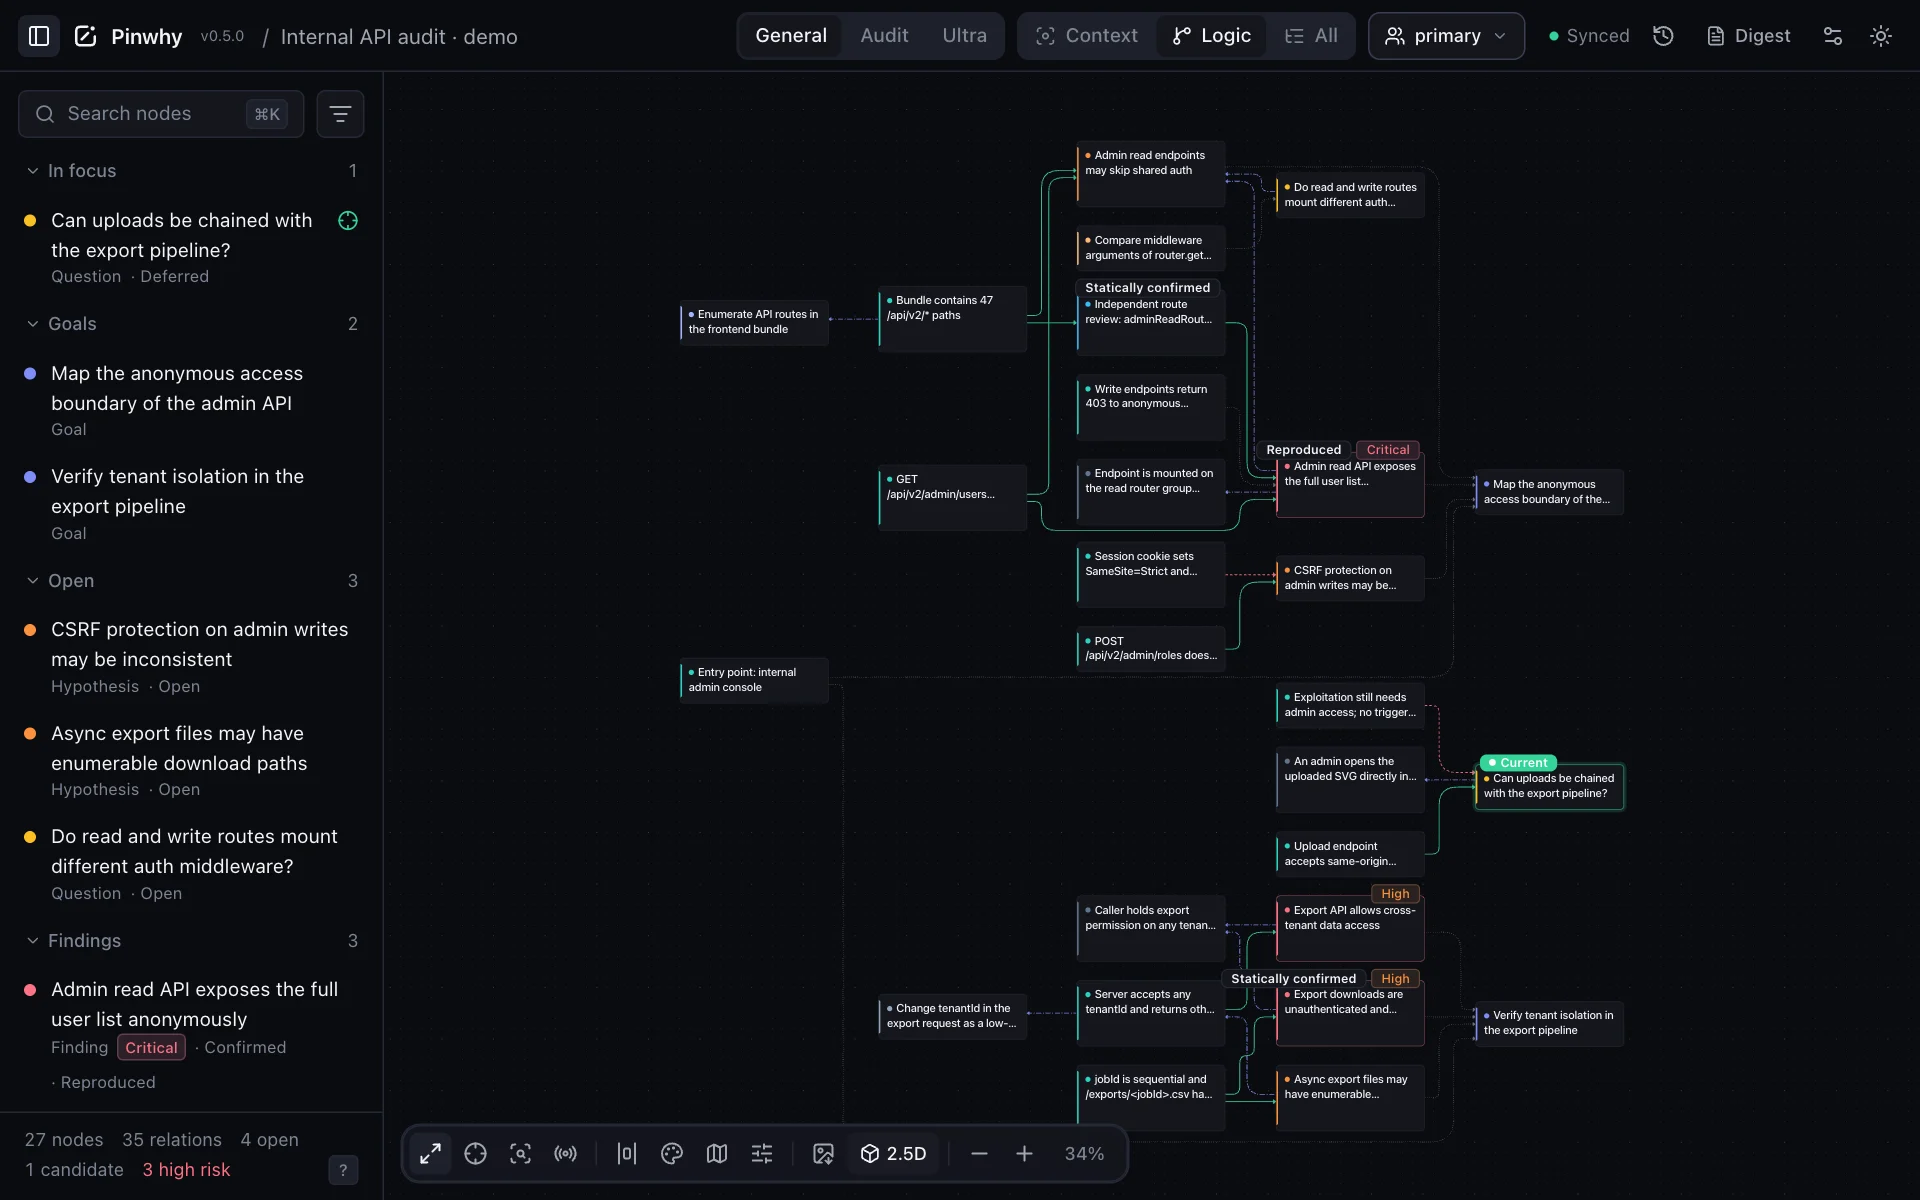 Pinwhy v0.5.0 / Internal API audit · demo
General Audit Ultra
Context Logic All
primary
Synced
Digest
Search nodes ⌘K
In focus 1
Can uploads be chained with
the export pipeline?
Question · Deferred
Goals 2
Map the anonymous access
boundary of the admin API
Goal
Verify tenant isolation in the
export pipeline
Goal
Open 3
CSRF protection on admin writes
may be inconsistent
Hypothesis · Open
Async export files may have
enumerable download paths
Hypothesis · Open
Do read and write routes mount
different auth middleware?
Question · Open
Findings 3
Admin read API exposes the full
user list anonymously
Finding Critical · Confirmed
· Reproduced
27 nodes 35 relations 4 open
1 candidate 3 high risk
?
Enumerate API routes in
the frontend bundle
Entry point: internal
admin console
Bundle contains 47
/api/v2/* paths
GET
/api/v2/admin/users...
Change tenantId in the
export request as a low-...
Admin read endpoints
may skip shared auth
Compare middleware
arguments of router.get...
Statically confirmed
Independent route
review: adminReadRout...
Write endpoints return
403 to anonymous...
Endpoint is mounted on
the read router group...
Session cookie sets
SameSite=Strict and...
POST
/api/v2/admin/roles does...
Caller holds export
permission on any tenan...
Server accepts any
tenantId and returns oth...
jobId is sequential and
/exports/<jobId>.csv ha...
Do read and write routes
mount different auth...
Reproduced Critical
Admin read API exposes
the full user list...
CSRF protection on
admin writes may be...
Exploitation still needs
admin access; no trigger...
An admin opens the
uploaded SVG directly in...
Upload endpoint
accepts same-origin...
High
Export API allows cross-
tenant data access
Statically confirmed High
Export downloads are
unauthenticated and...
Async export files may
have enumerable...
Map the anonymous
access boundary of the...
Current
Can uploads be chained
with the export pipeline?
Verify tenant isolation in
the export pipeline
2.5D
34%